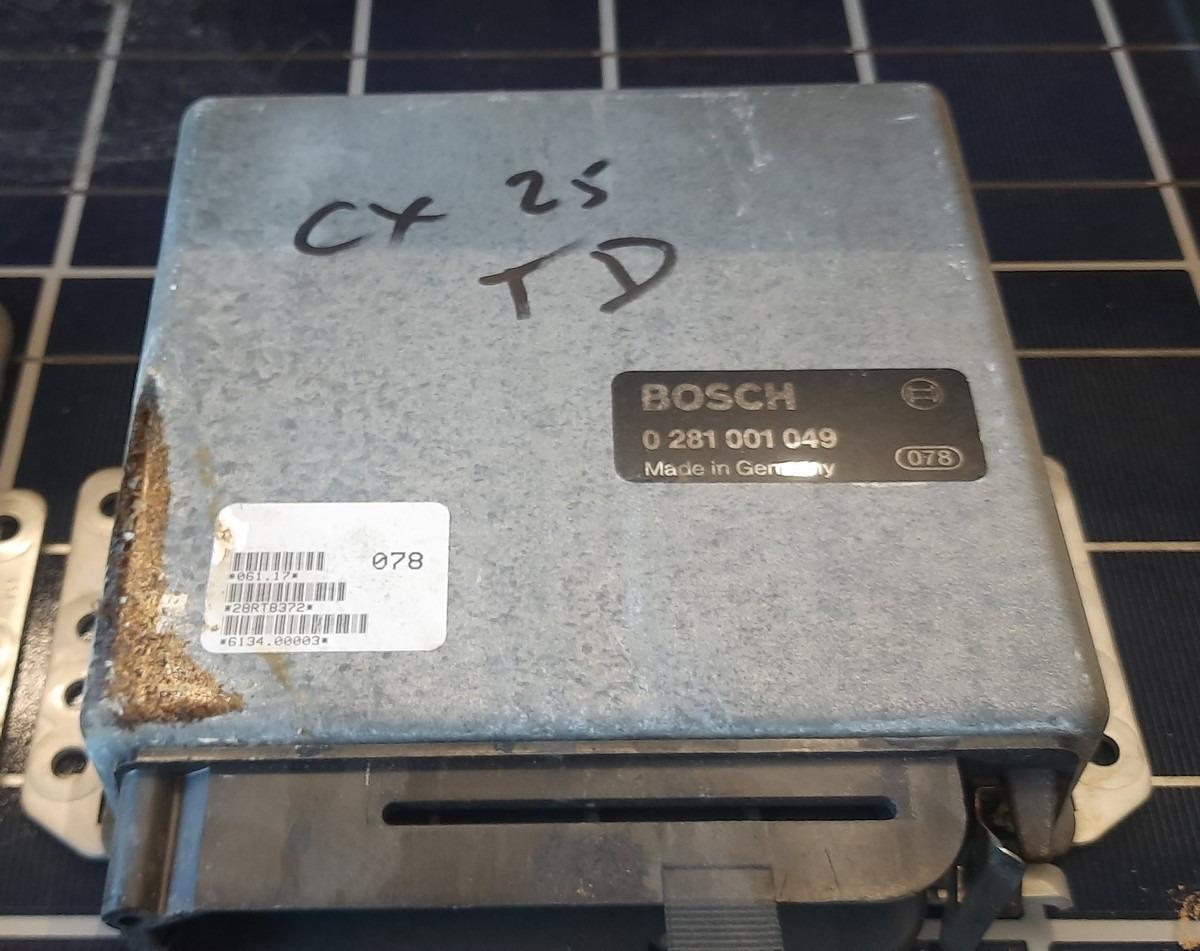 CX 25
TD
BOSCH
0 281 001 049
Made in Germany
078
078
*061.17*
*28RTB372*
*6134.00003*